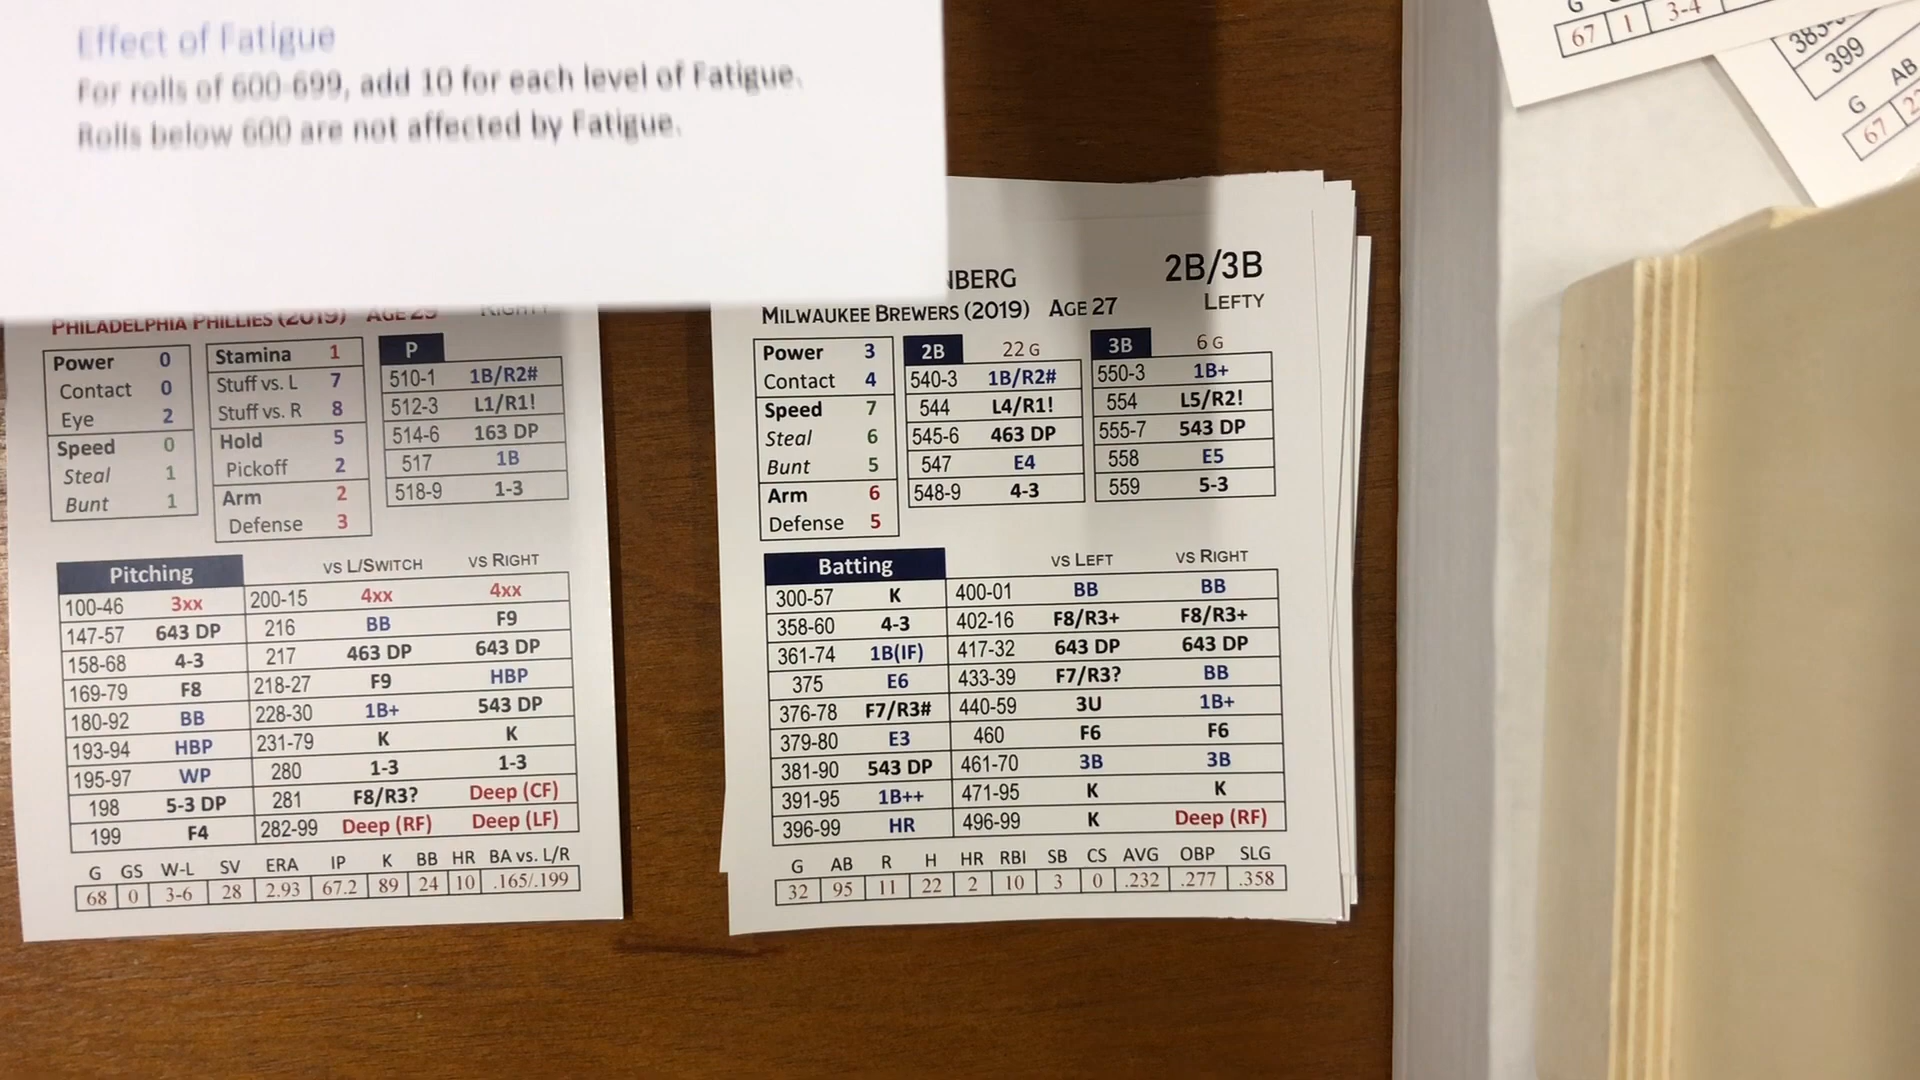 Effect of Fatigue
For rolls of 600-699, add 10 for each level of Fatigue.
Rolls below 600 are not affected by Fatigue.
PHILADELPHIA PHILLIES (2019) AGE 29 RIGHTY
Power 0
Contact 0
Eye 2
Speed 0
Steal 1
Bunt 1
Stamina 1
Stuff vs. L 7
Stuff vs. R 8
Hold 5
Pickoff 2
Arm 2
Defense 3
P
510-1 1B/R2#
512-3 L1/R1!
514-6 163 DP
517 1B
518-9 1-3
Pitching VS L/SWITCH VS RIGHT
100-46 3xx 200-15 4xx 4xx
147-57 643 DP 216 BB F9
158-68 4-3 217 463 DP 643 DP
169-79 F8 218-27 F9 HBP
180-92 BB 228-30 1B+ 543 DP
193-94 HBP 231-79 K K
195-97 WP 280 1-3 1-3
198 5-3 DP 281 F8/R3? Deep (CF)
199 F4 282-99 Deep (RF) Deep (LF)
G GS W-L SV ERA IP K BB HR BA vs. L/R
68 0 3-6 28 2.93 67.2 89 24 10 .165/.199
NBERG 2B/3B
MILWAUKEE BREWERS (2019) AGE 27 LEFTY
Power 3
Contact 4
Speed 7
Steal 6
Bunt 5
Arm 6
Defense 5
2B 22 G
540-3 1B/R2#
544 L4/R1!
545-6 463 DP
547 E4
548-9 4-3
3B 6 G
550-3 1B+
554 L5/R2!
555-7 543 DP
558 E5
559 5-3
Batting VS LEFT VS RIGHT
300-57 K 400-01 BB BB
358-60 4-3 402-16 F8/R3+ F8/R3+
361-74 1B(IF) 417-32 643 DP 643 DP
375 E6 433-39 F7/R3? BB
376-78 F7/R3# 440-59 3U 1B+
379-80 E3 460 F6 F6
381-90 543 DP 461-70 3B 3B
391-95 1B++ 471-95 K K
396-99 HR 496-99 K Deep (RF)
G AB R H HR RBI SB CS AVG OBP SLG
32 95 11 22 2 10 3 0 .232 .277 .358
G
67 1 3-4
399
G AB
67